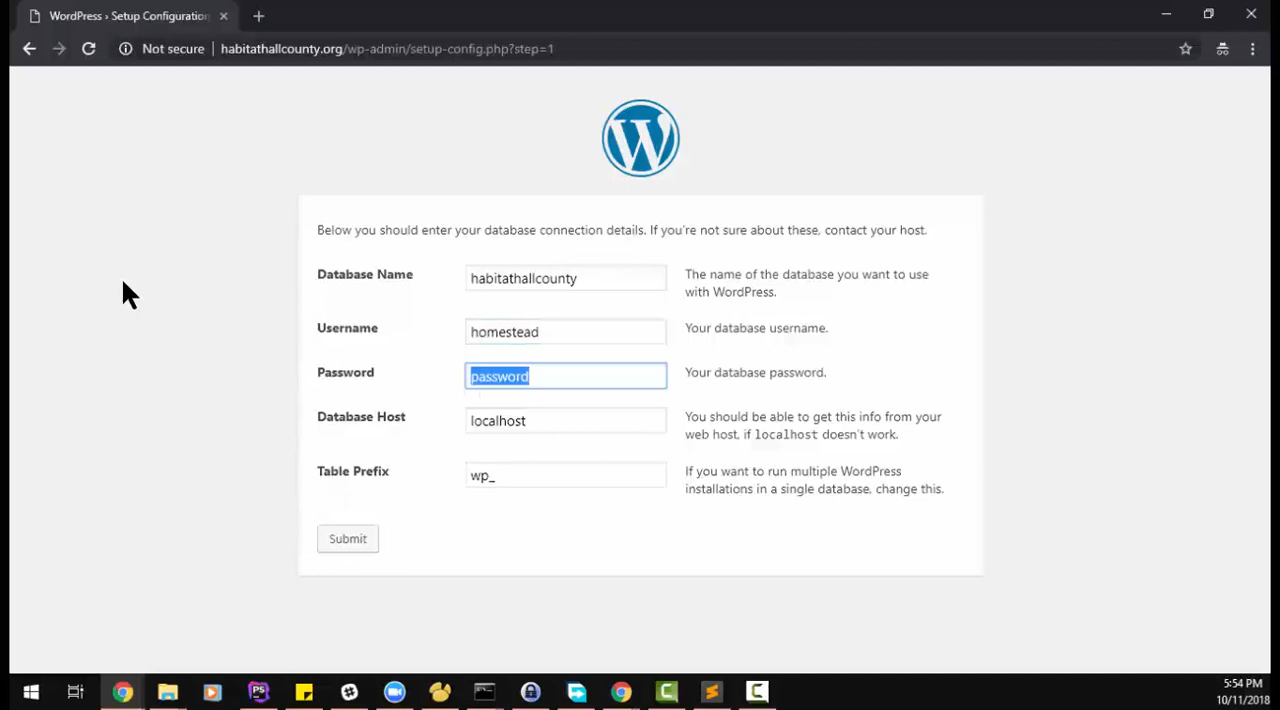 WordPress › Setup Configuration
Not secure | habitathallcounty.org/wp-admin/setup-config.php?step=1
Below you should enter your database connection details. If you're not sure about these, contact your host.
Database Name
habitathallcounty
The name of the database you want to use
with WordPress.
Username
homestead
Your database username.
Password
password
Your database password.
Database Host
localhost
You should be able to get this info from your
web host, if localhost doesn't work.
Table Prefix
wp_
If you want to run multiple WordPress
installations in a single database, change this.
Submit
PS
5:54 PM
10/11/2018